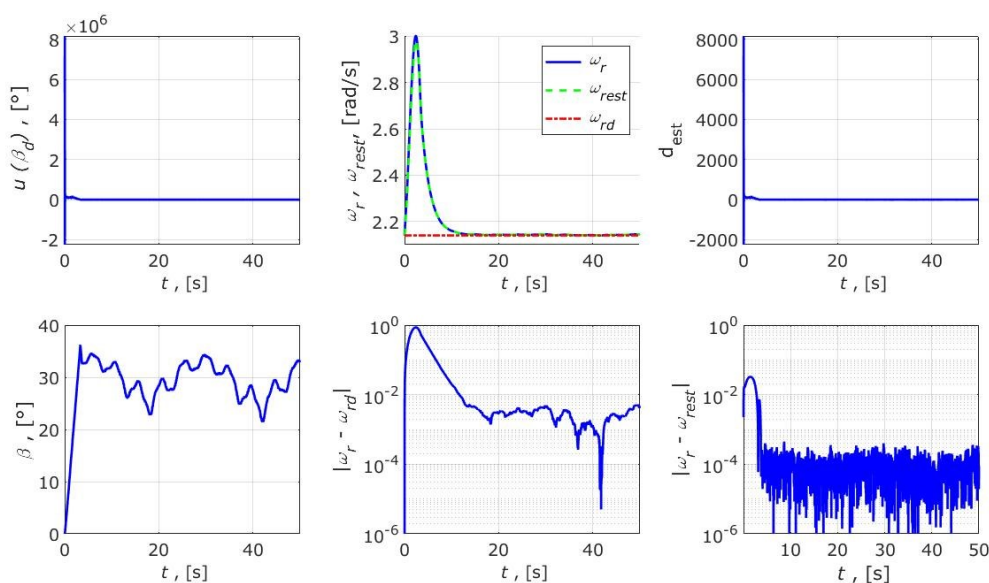 ×10⁶
u (β_d) , [°]
8
6
4
2
0
-2
0 20 40
t , [s]
ω_r , ω_rest, [rad/s]
3
2.8
2.6
2.4
2.2
0 20 40
t , [s]
ω_r
ω_rest
ω_rd
d_est
8000
6000
4000
2000
0
-2000
0 20 40
t , [s]
β , [°]
40
30
20
10
0
0 20 40
t , [s]
|ω_r - ω_rd|
10⁰
10⁻²
10⁻⁴
10⁻⁶
0 20 40
t , [s]
|ω_r - ω_rest|
10⁰
10⁻²
10⁻⁴
10⁻⁶
10 20 30 40 50
t , [s]